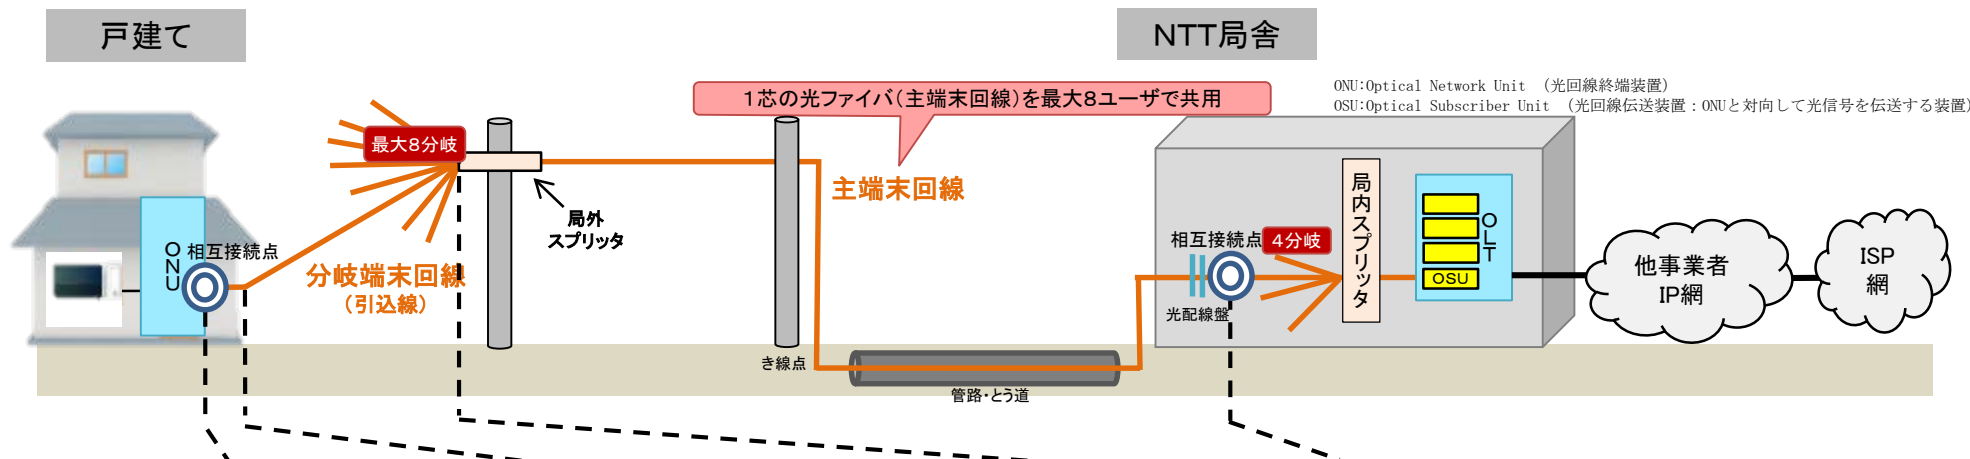 戸建て
NTT局舎
1芯の光ファイバ(主端末回線)を最大8ユーザで共用
ONU:Optical Network Unit (光回線終端装置)
OSU:Optical Subscriber Unit (光回線伝送装置:ONUと対向して光信号を伝送する装置)
最大8分岐
主端末回線
局外
スプリッタ
ONU
相互接続点
分岐端末回線
(引込線)
き線点
管路・とう道
相互接続点
4分岐
光配線盤
局内スプリッタ
OLT
OSU
他事業者
IP網
ISP
網